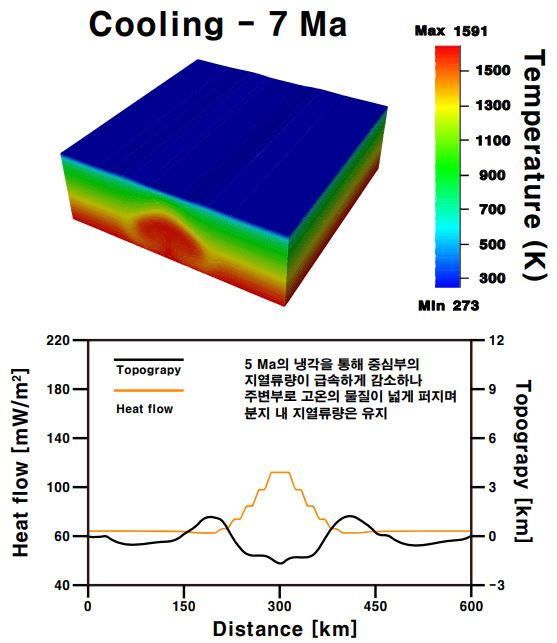 Cooling - 7 Ma
Max 1591
1500
1300
1100
900
700
500
300
Min 273
Temperature (K)
220
180
140
100
60
40
Heat flow [mW/m²]
Topograpy
Heat flow
5 Ma의 냉각을 통해 중심부의
지열류량이 급속하게 감소하나
주변부로 고온의 물질이 넓게 퍼지며
분지 내 지열류량은 유지
12
9
6
3
0
-3
Topograpy [km]
0 150 300 450 600
Distance [km]